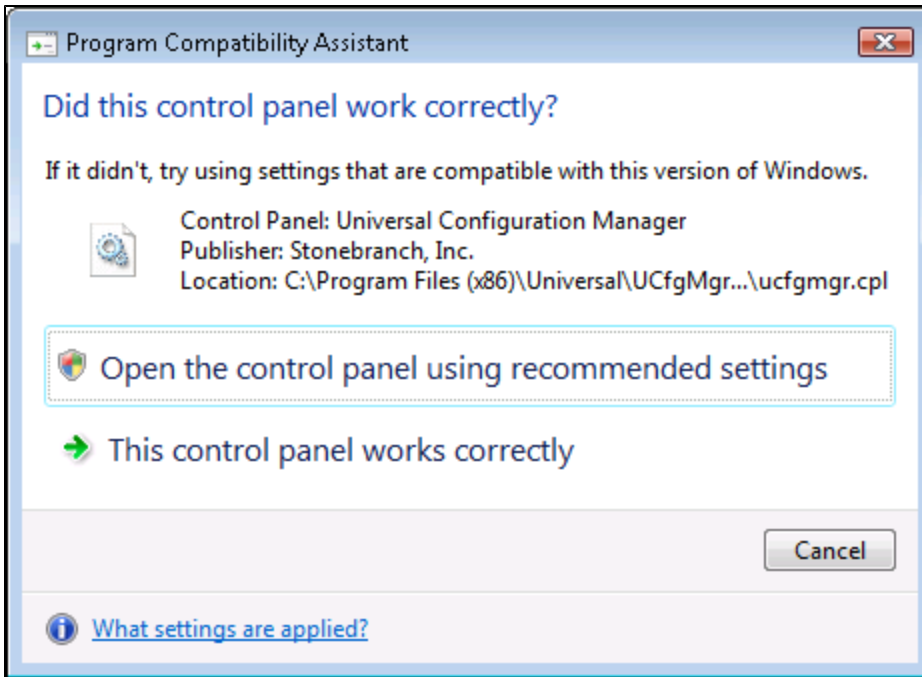 Program Compatibility Assistant
Did this control panel work correctly?
If it didn't, try using settings that are compatible with this version of Windows.
Control Panel: Universal Configuration Manager
Publisher: Stonebranch, Inc.
Location: C:\Program Files (x86)\Universal\UCfgMgr...\ucfgmgr.cpl
Open the control panel using recommended settings
This control panel works correctly
Cancel
What settings are applied?